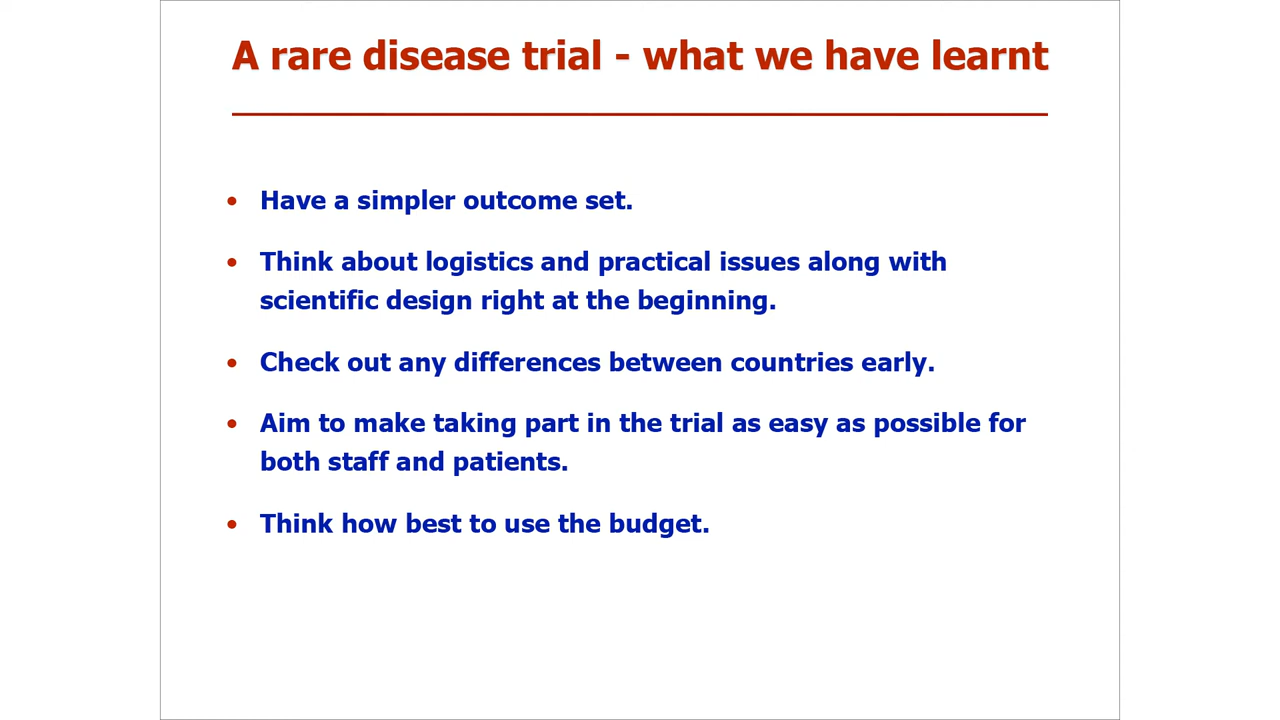 A rare disease trial - what we have learnt
• Have a simpler outcome set.
• Think about logistics and practical issues along with
scientific design right at the beginning.
• Check out any differences between countries early.
• Aim to make taking part in the trial as easy as possible for
both staff and patients.
• Think how best to use the budget.